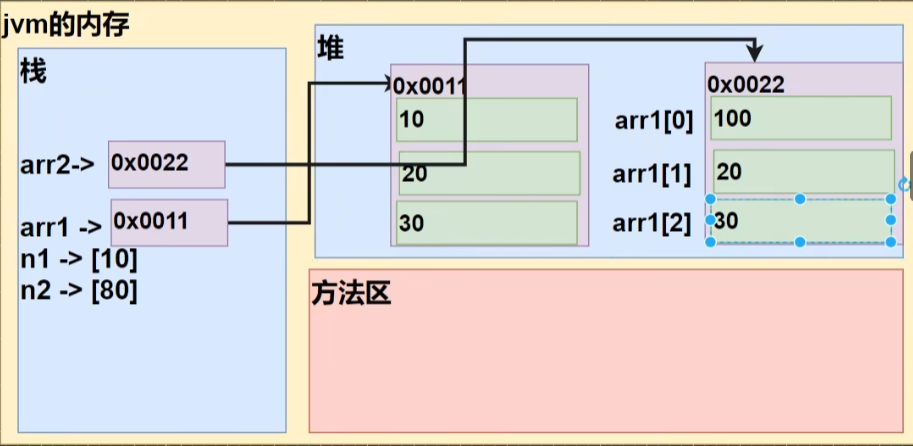 jvm的内存
栈
arr2-> 0x0022
arr1 -> 0x0011
n1 -> [10]
n2 -> [80]
堆
0x0011
10
20
30
0x0022
arr1[0] 100
arr1[1] 20
arr1[2] 30
方法区